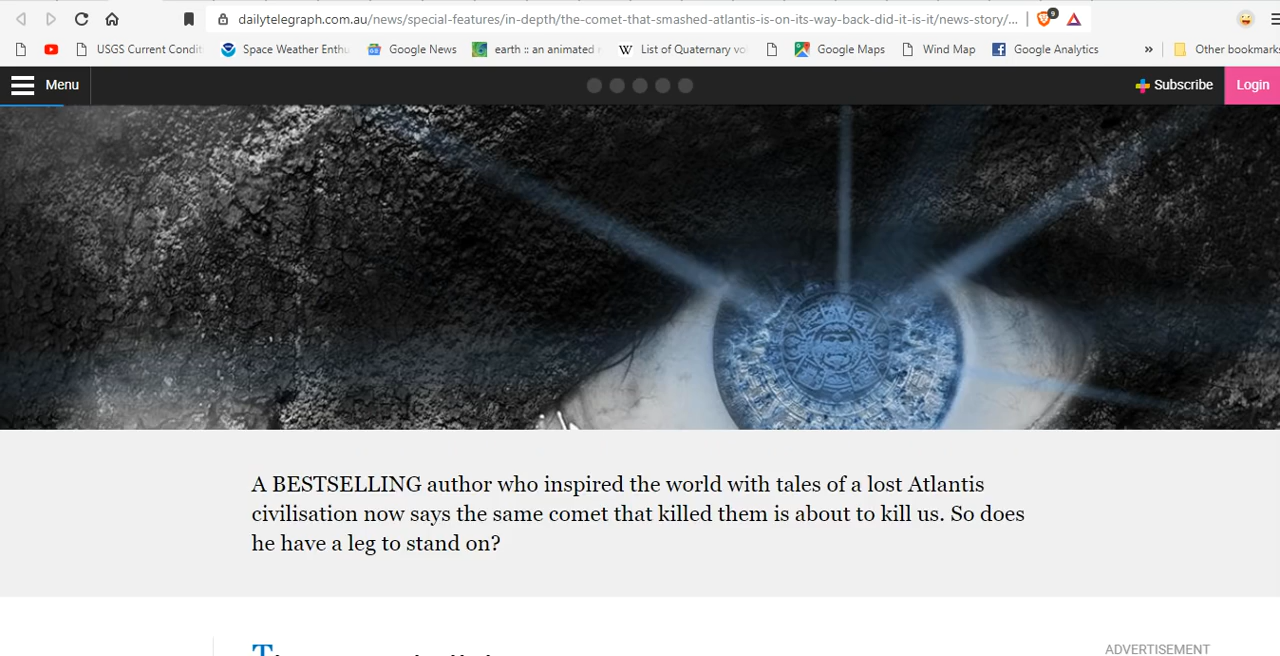 dailytelegraph.com.au/news/special-features/in-depth/the-comet-that-smashed-atlantis-is-on-its-way-back-did-it-is-it/news-story/...
9
USGS Current Condit
Space Weather Enthu
Google News
earth :: an animated
List of Quaternary vo
Google Maps
Wind Map
Google Analytics
»
Other bookmarks
Menu
Subscribe
Login
A BESTSELLING author who inspired the world with tales of a lost Atlantis
civilisation now says the same comet that killed them is about to kill us. So does
he have a leg to stand on?
ADVERTISEMENT